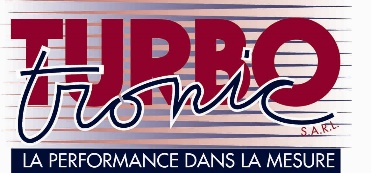 TURBO
tronic
S.A.R.L.
LA PERFORMANCE DANS LA MESURE